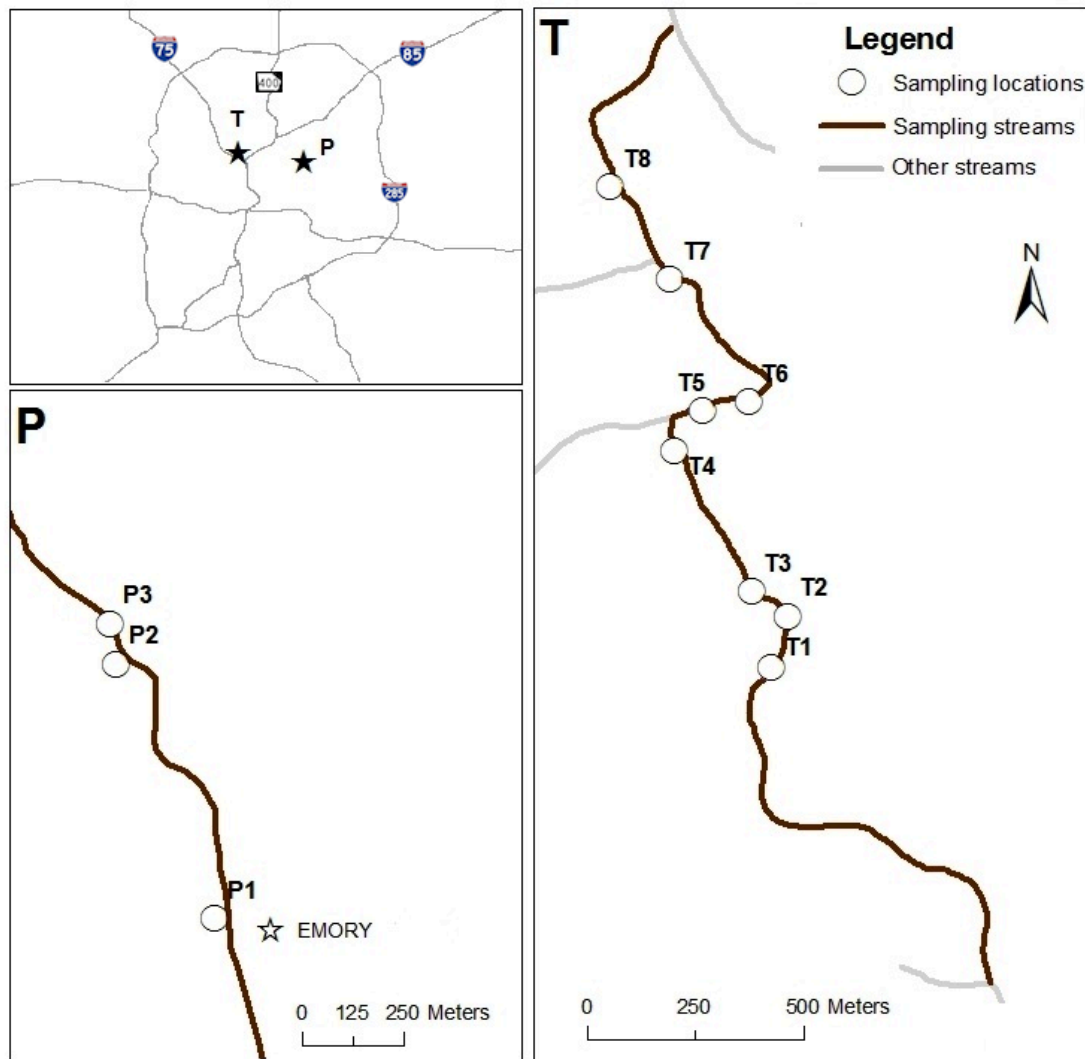 75
85
400
T
P
285
P
P3
P2
P1
EMORY
0 125 250 Meters
T
Legend
Sampling locations
Sampling streams
Other streams
N
T8
T7
T6
T5
T4
T3
T2
T1
0 250 500 Meters